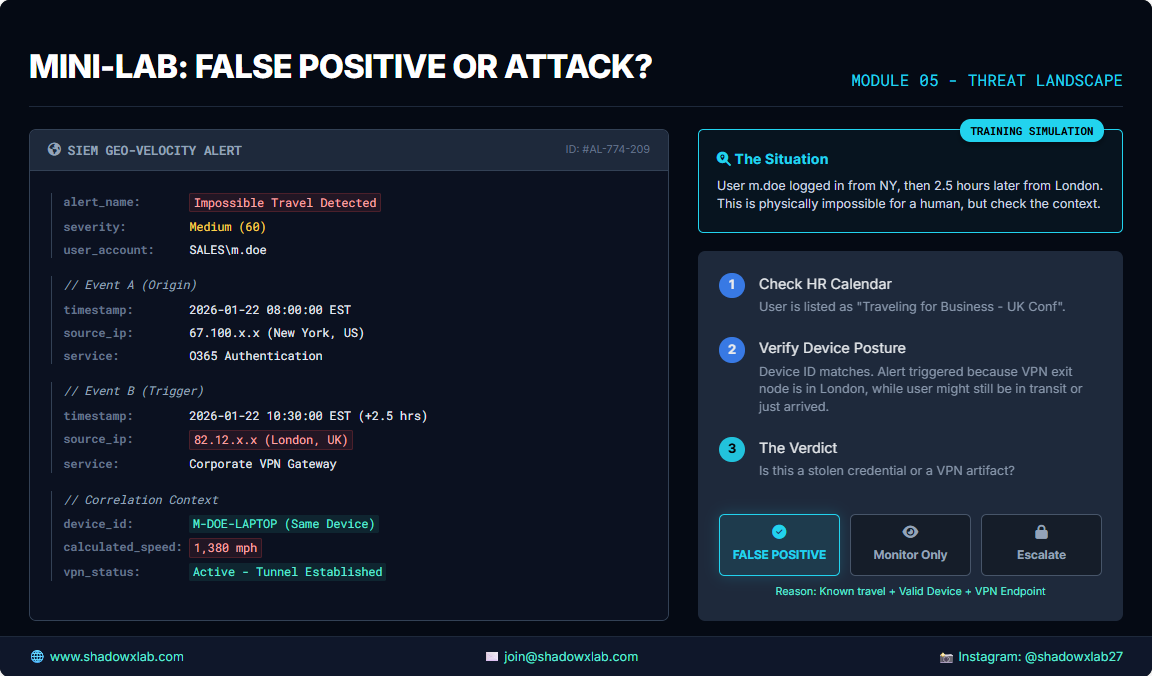 MINI-LAB: FALSE POSITIVE OR ATTACK?
MODULE 05 - THREAT LANDSCAPE
SIEM GEO-VELOCITY ALERT
ID: #AL-774-209
alert_name: Impossible Travel Detected
severity: Medium (60)
user_account: SALES\m.doe
// Event A (Origin)
timestamp: 2026-01-22 08:00:00 EST
source_ip: 67.100.x.x (New York, US)
service: O365 Authentication
// Event B (Trigger)
timestamp: 2026-01-22 10:30:00 EST (+2.5 hrs)
source_ip: 82.12.x.x (London, UK)
service: Corporate VPN Gateway
// Correlation Context
device_id: M-DOE-LAPTOP (Same Device)
calculated_speed: 1,380 mph
vpn_status: Active - Tunnel Established
TRAINING SIMULATION
The Situation
User m.doe logged in from NY, then 2.5 hours later from London.
This is physically impossible for a human, but check the context.
1 Check HR Calendar
User is listed as "Traveling for Business - UK Conf".
2 Verify Device Posture
Device ID matches. Alert triggered because VPN exit
node is in London, while user might still be in transit or
just arrived.
3 The Verdict
Is this a stolen credential or a VPN artifact?
FALSE POSITIVE
Monitor Only
Escalate
Reason: Known travel + Valid Device + VPN Endpoint
www.shadowxlab.com
join@shadowxlab.com
Instagram: @shadowxlab27